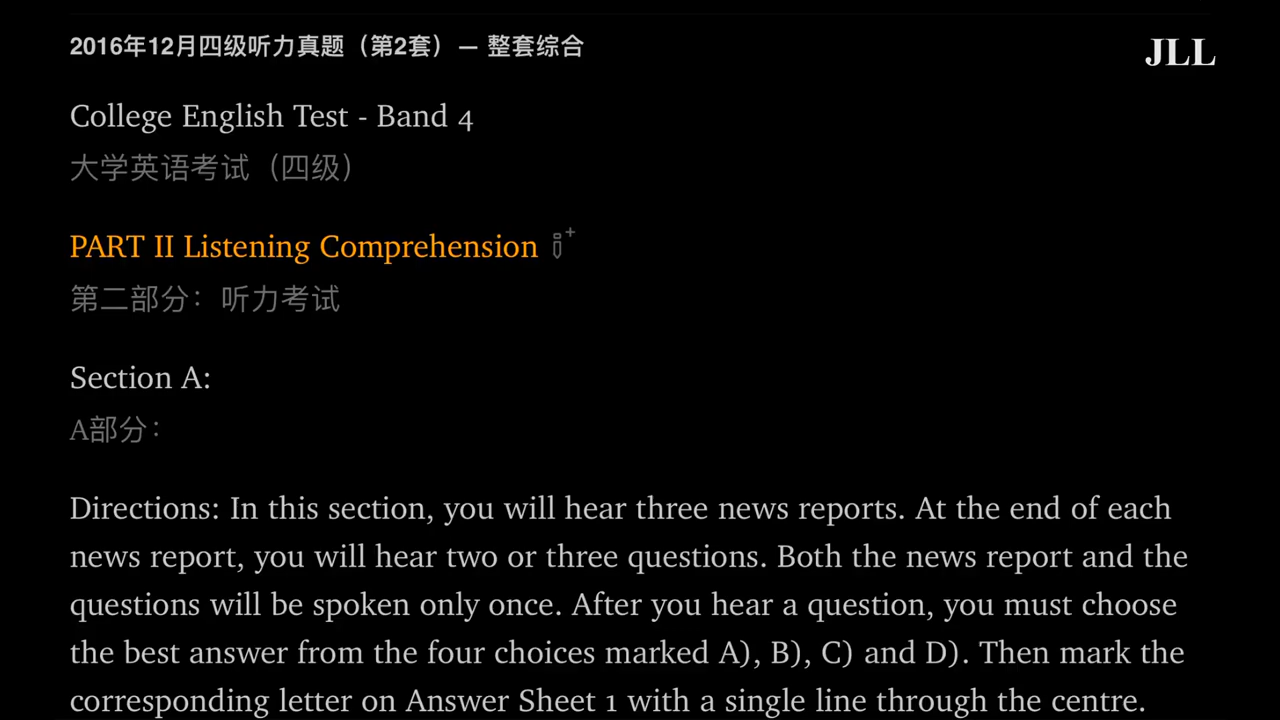 2016年12月四级听力真题（第2套）— 整套综合
JLL
College English Test - Band 4
大学英语考试（四级）
PART II Listening Comprehension
第二部分：听力考试
Section A:
A部分：
Directions: In this section, you will hear three news reports. At the end of each
news report, you will hear two or three questions. Both the news report and the
questions will be spoken only once. After you hear a question, you must choose
the best answer from the four choices marked A), B), C) and D). Then mark the
corresponding letter on Answer Sheet 1 with a single line through the centre.